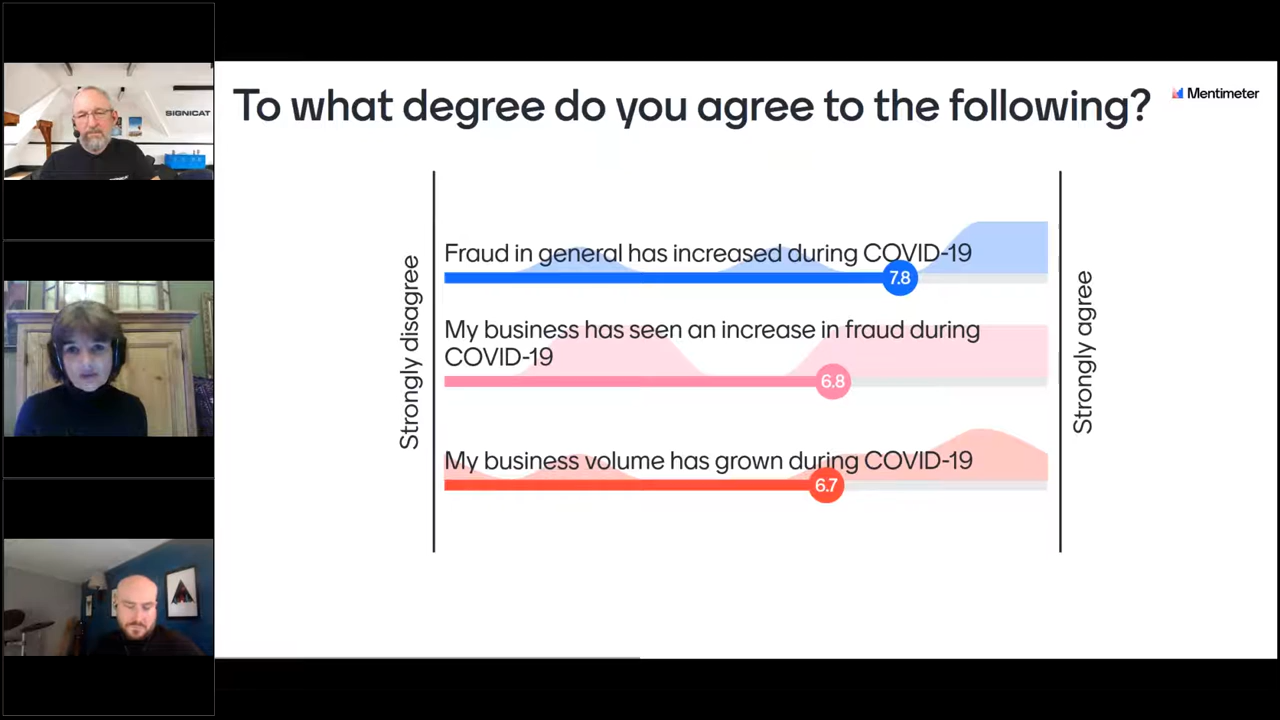 To what degree do you agree to the following?
Mentimeter
SIGNICAT
Strongly disagree
Fraud in general has increased during COVID-19
7.8
My business has seen an increase in fraud during
COVID-19
6.8
My business volume has grown during COVID-19
6.7
Strongly agree